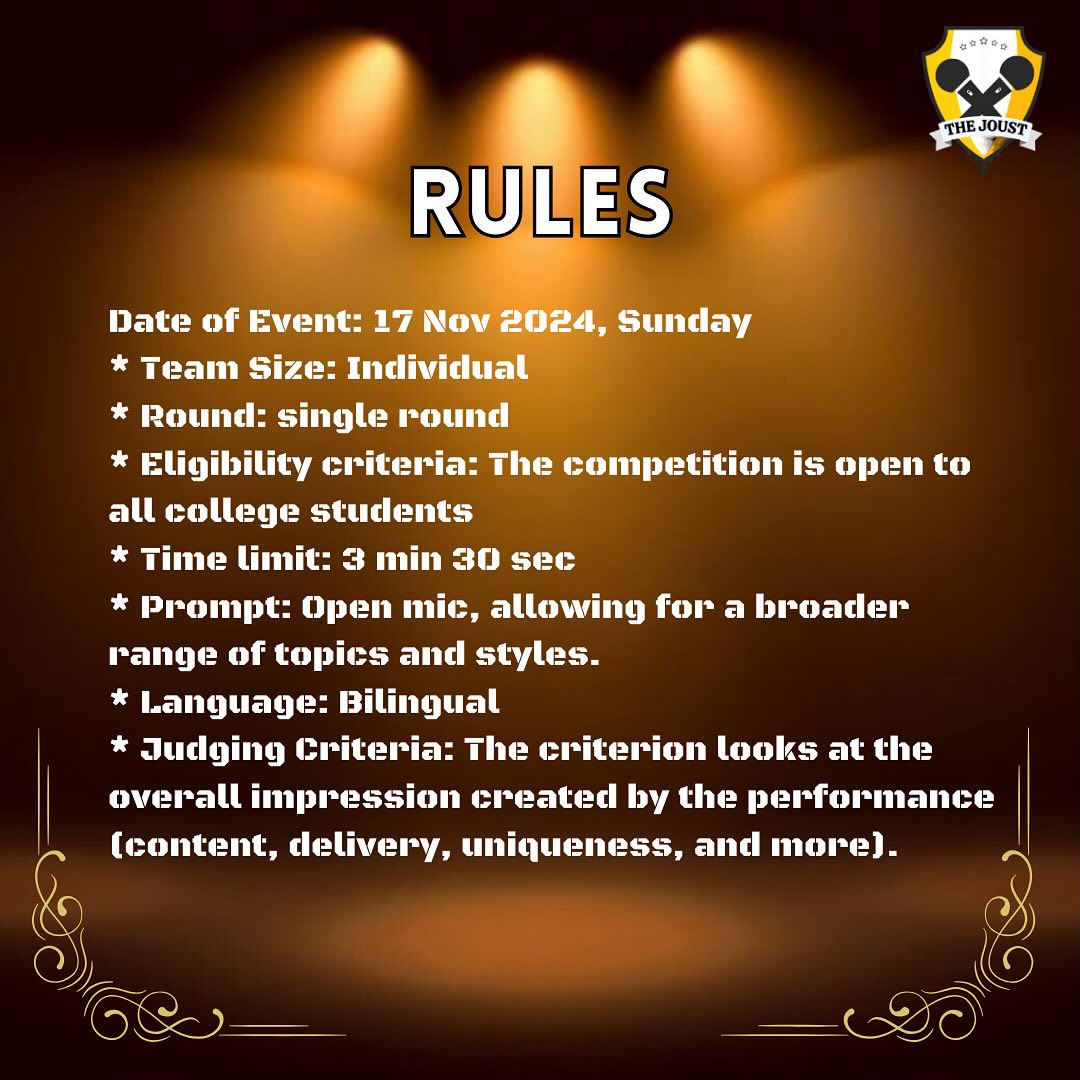 THE JOUST
RULES
Date of Event: 17 Nov 2024, Sunday
* Team Size: Individual
* Round: single round
* Eligibility criteria: The competition is open to
all college students
* Time limit: 3 min 30 sec
* Prompt: Open mic, allowing for a broader
range of topics and styles.
* Language: Bilingual
* Judging Criteria: The criterion looks at the
overall impression created by the performance
(content, delivery, uniqueness, and more).